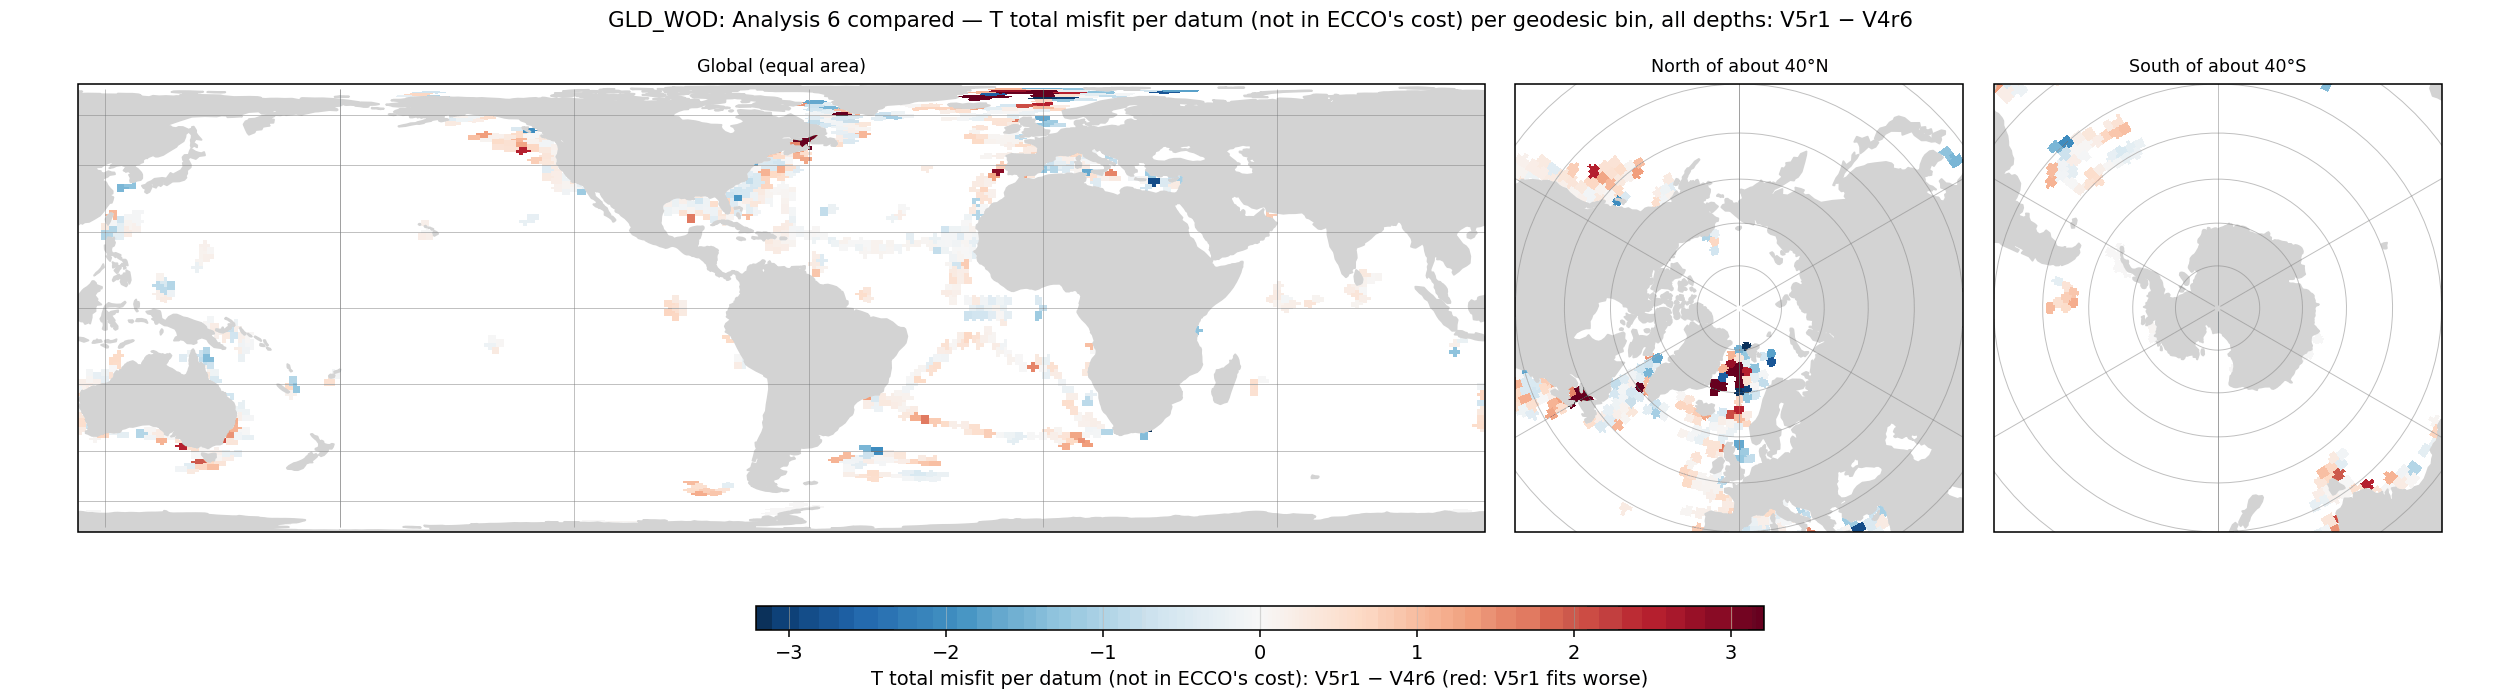 GLD_WOD: Analysis 6 compared — T total misfit per datum (not in ECCO's cost) per geodesic bin, all depths: V5r1 − V4r6
Global (equal area)
North of about 40°N
South of about 40°S
−3 −2 −1 0 1 2 3
T total misfit per datum (not in ECCO's cost): V5r1 − V4r6 (red: V5r1 fits worse)